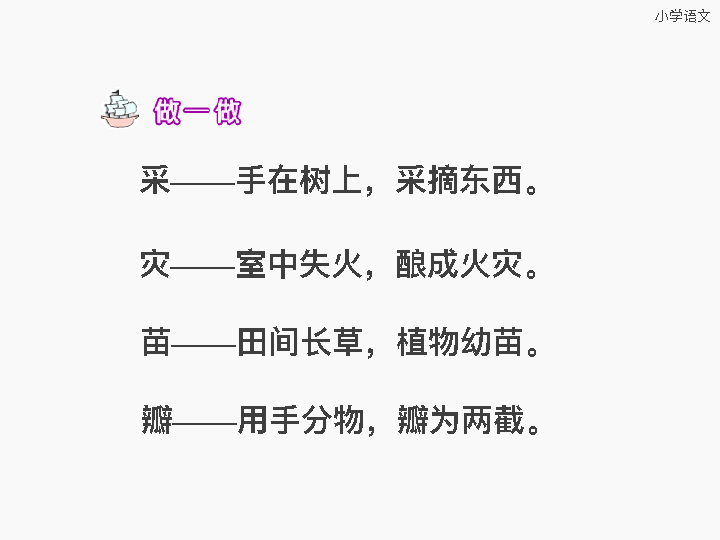 小学语文
做一做
采——手在树上，采摘东西。
灾——室中失火，酿成火灾。
苗——田间长草，植物幼苗。
瓣——用手分物，瓣为两截。